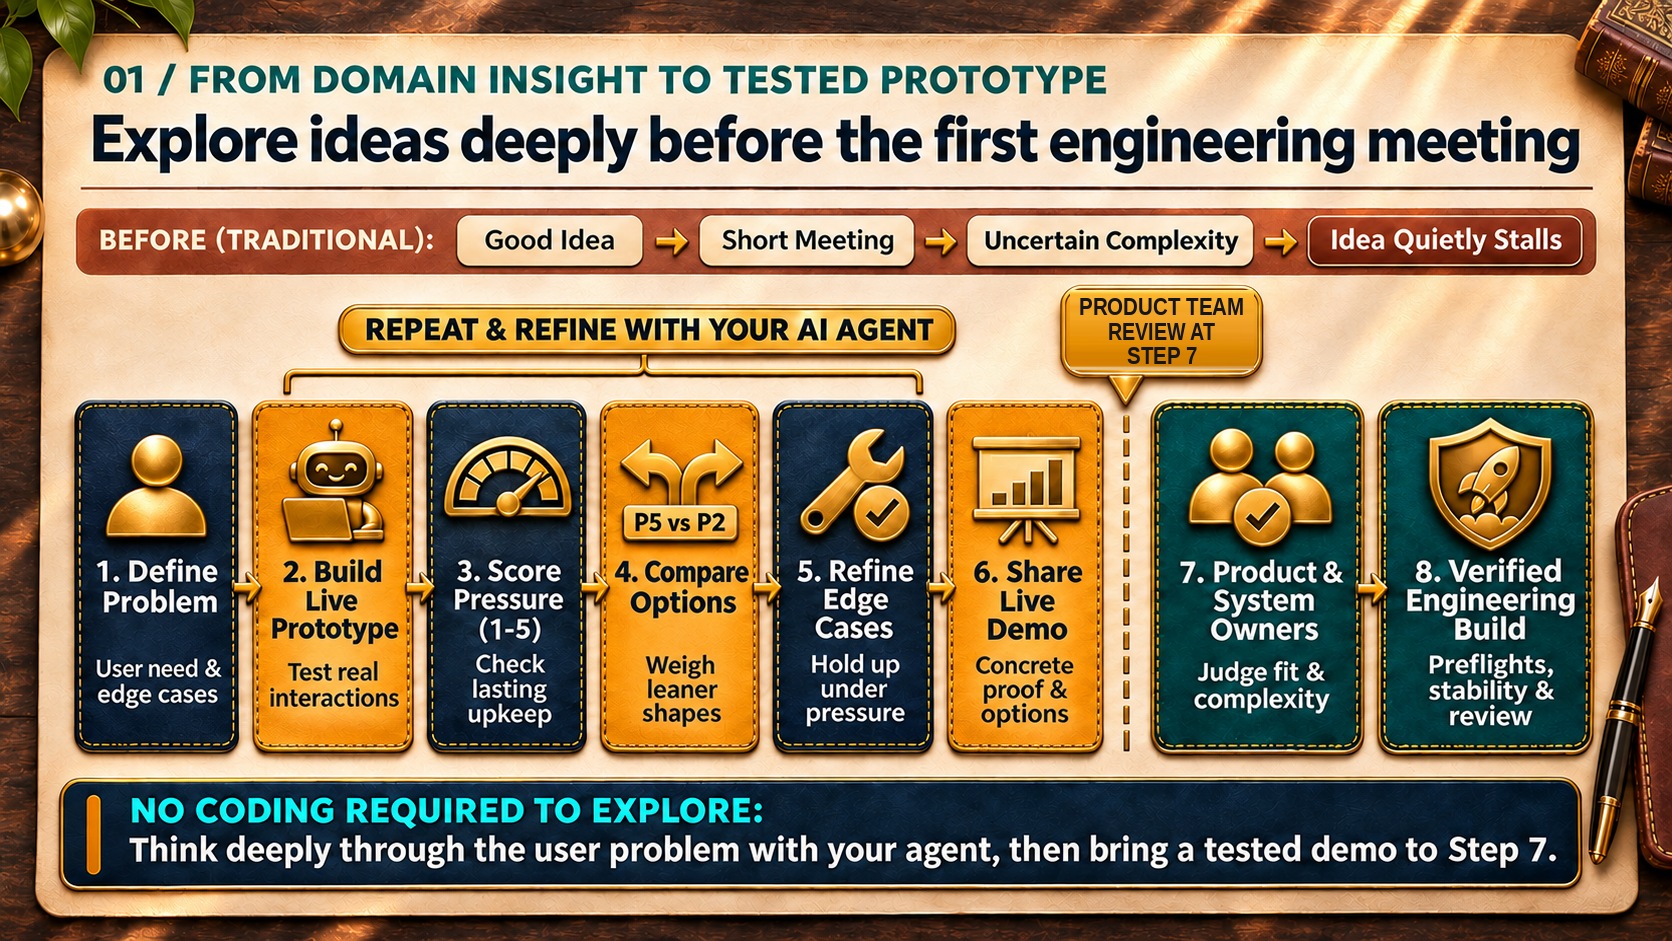 01 / FROM DOMAIN INSIGHT TO TESTED PROTOTYPE
Explore ideas deeply before the first engineering meeting
BEFORE (TRADITIONAL):
Good Idea
Short Meeting
Uncertain Complexity
Idea Quietly Stalls
REPEAT & REFINE WITH YOUR AI AGENT
PRODUCT TEAM
REVIEW AT
STEP 7
1. Define
Problem
User need &
edge cases
2. Build
Live
Prototype
Test real
interactions
3. Score
Pressure
(1-5)
Check
lasting
upkeep
P5 vs P2
4. Compare
Options
Weigh
leaner
shapes
5. Refine
Edge
Cases
Hold up
under
pressure
6. Share
Live
Demo
Concrete
proof &
options
7. Product &
System
Owners
Judge fit &
complexity
8. Verified
Engineering
Build
Preflights,
stability &
review
NO CODING REQUIRED TO EXPLORE:
Think deeply through the user problem with your agent, then bring a tested demo to Step 7.